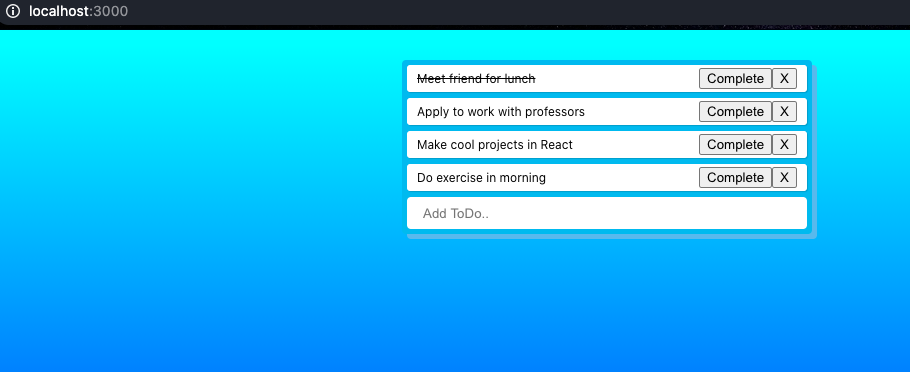 localhost:3000
Meet friend for lunch Complete X
Apply to work with professors Complete X
Make cool projects in React Complete X
Do exercise in morning Complete X
Add ToDo..